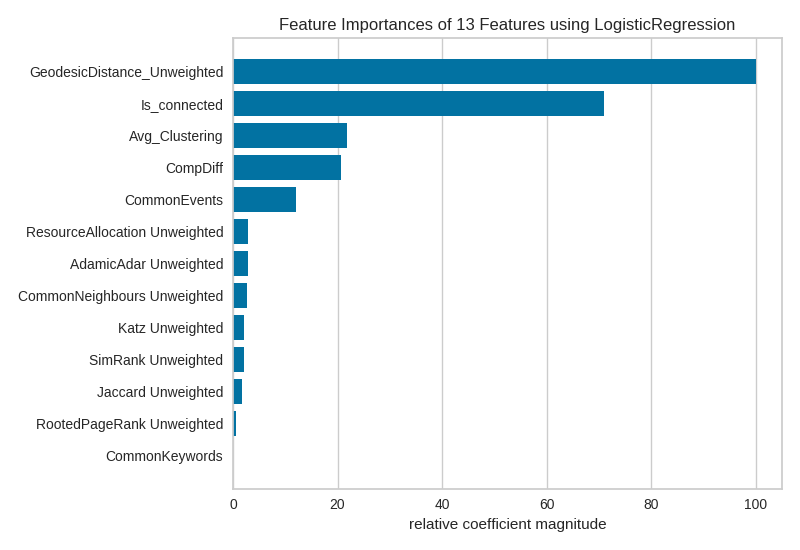 Feature Importances of 13 Features using LogisticRegression
GeodesicDistance_Unweighted
Is_connected
Avg_Clustering
CompDiff
CommonEvents
ResourceAllocation Unweighted
AdamicAdar Unweighted
CommonNeighbours Unweighted
Katz Unweighted
SimRank Unweighted
Jaccard Unweighted
RootedPageRank Unweighted
CommonKeywords
0 20 40 60 80 100
relative coefficient magnitude